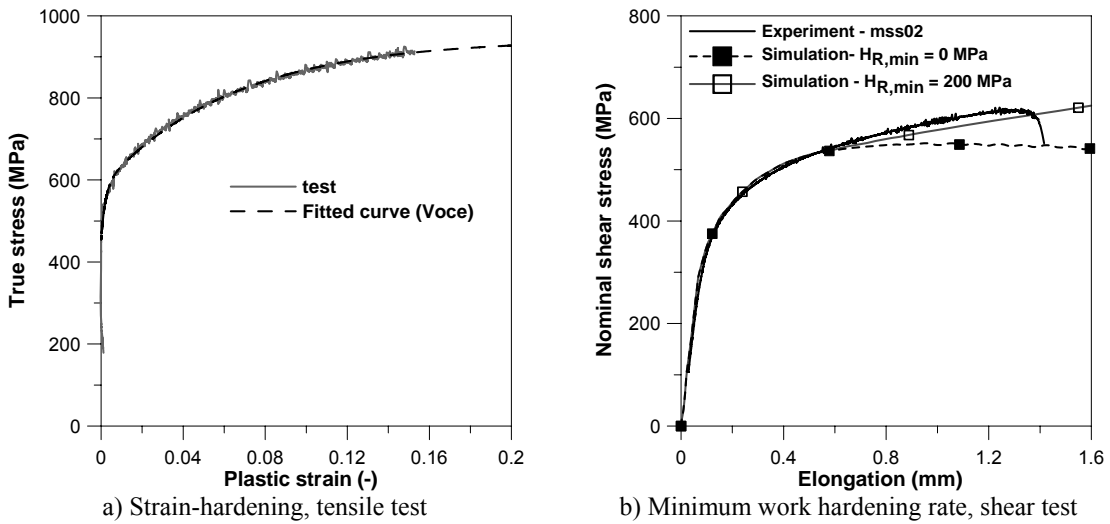 1000
800
600
400
200
0
True stress (MPa)
test
Fitted curve (Voce)
0 0.04 0.08 0.12 0.16 0.2
Plastic strain (-)
a) Strain-hardening, tensile test
800
600
400
200
0
Nominal shear stress (MPa)
Experiment - mss02
Simulation- HR,min = 0 MPa
Simulation - HR,min = 200 MPa
0 0.4 0.8 1.2 1.6
Elongation (mm)
b) Minimum work hardening rate, shear test